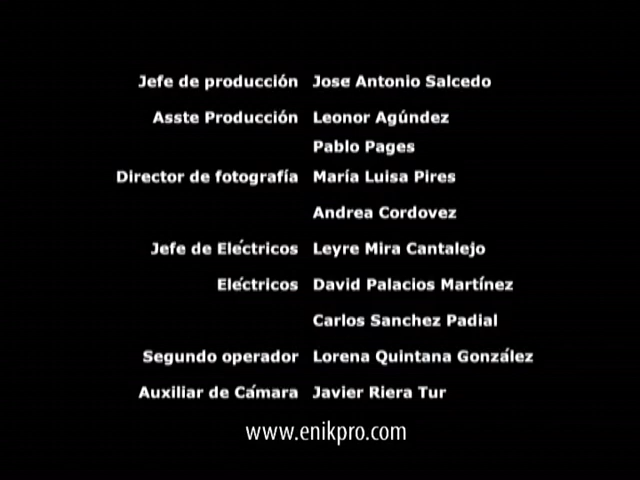 Jefe de producción José Antonio Salcedo
Asste Producción Leonor Agúndez
Pablo Pages
Director de fotografía María Luisa Pires
Andrea Cordovez
Jefe de Eléctricos Leyre Mira Cantalejo
Eléctricos David Palacios Martínez
Carlos Sanchez Padial
Segundo operador Lorena Quintana González
Auxiliar de Cámara Javier Riera Tur
www.enikpro.com